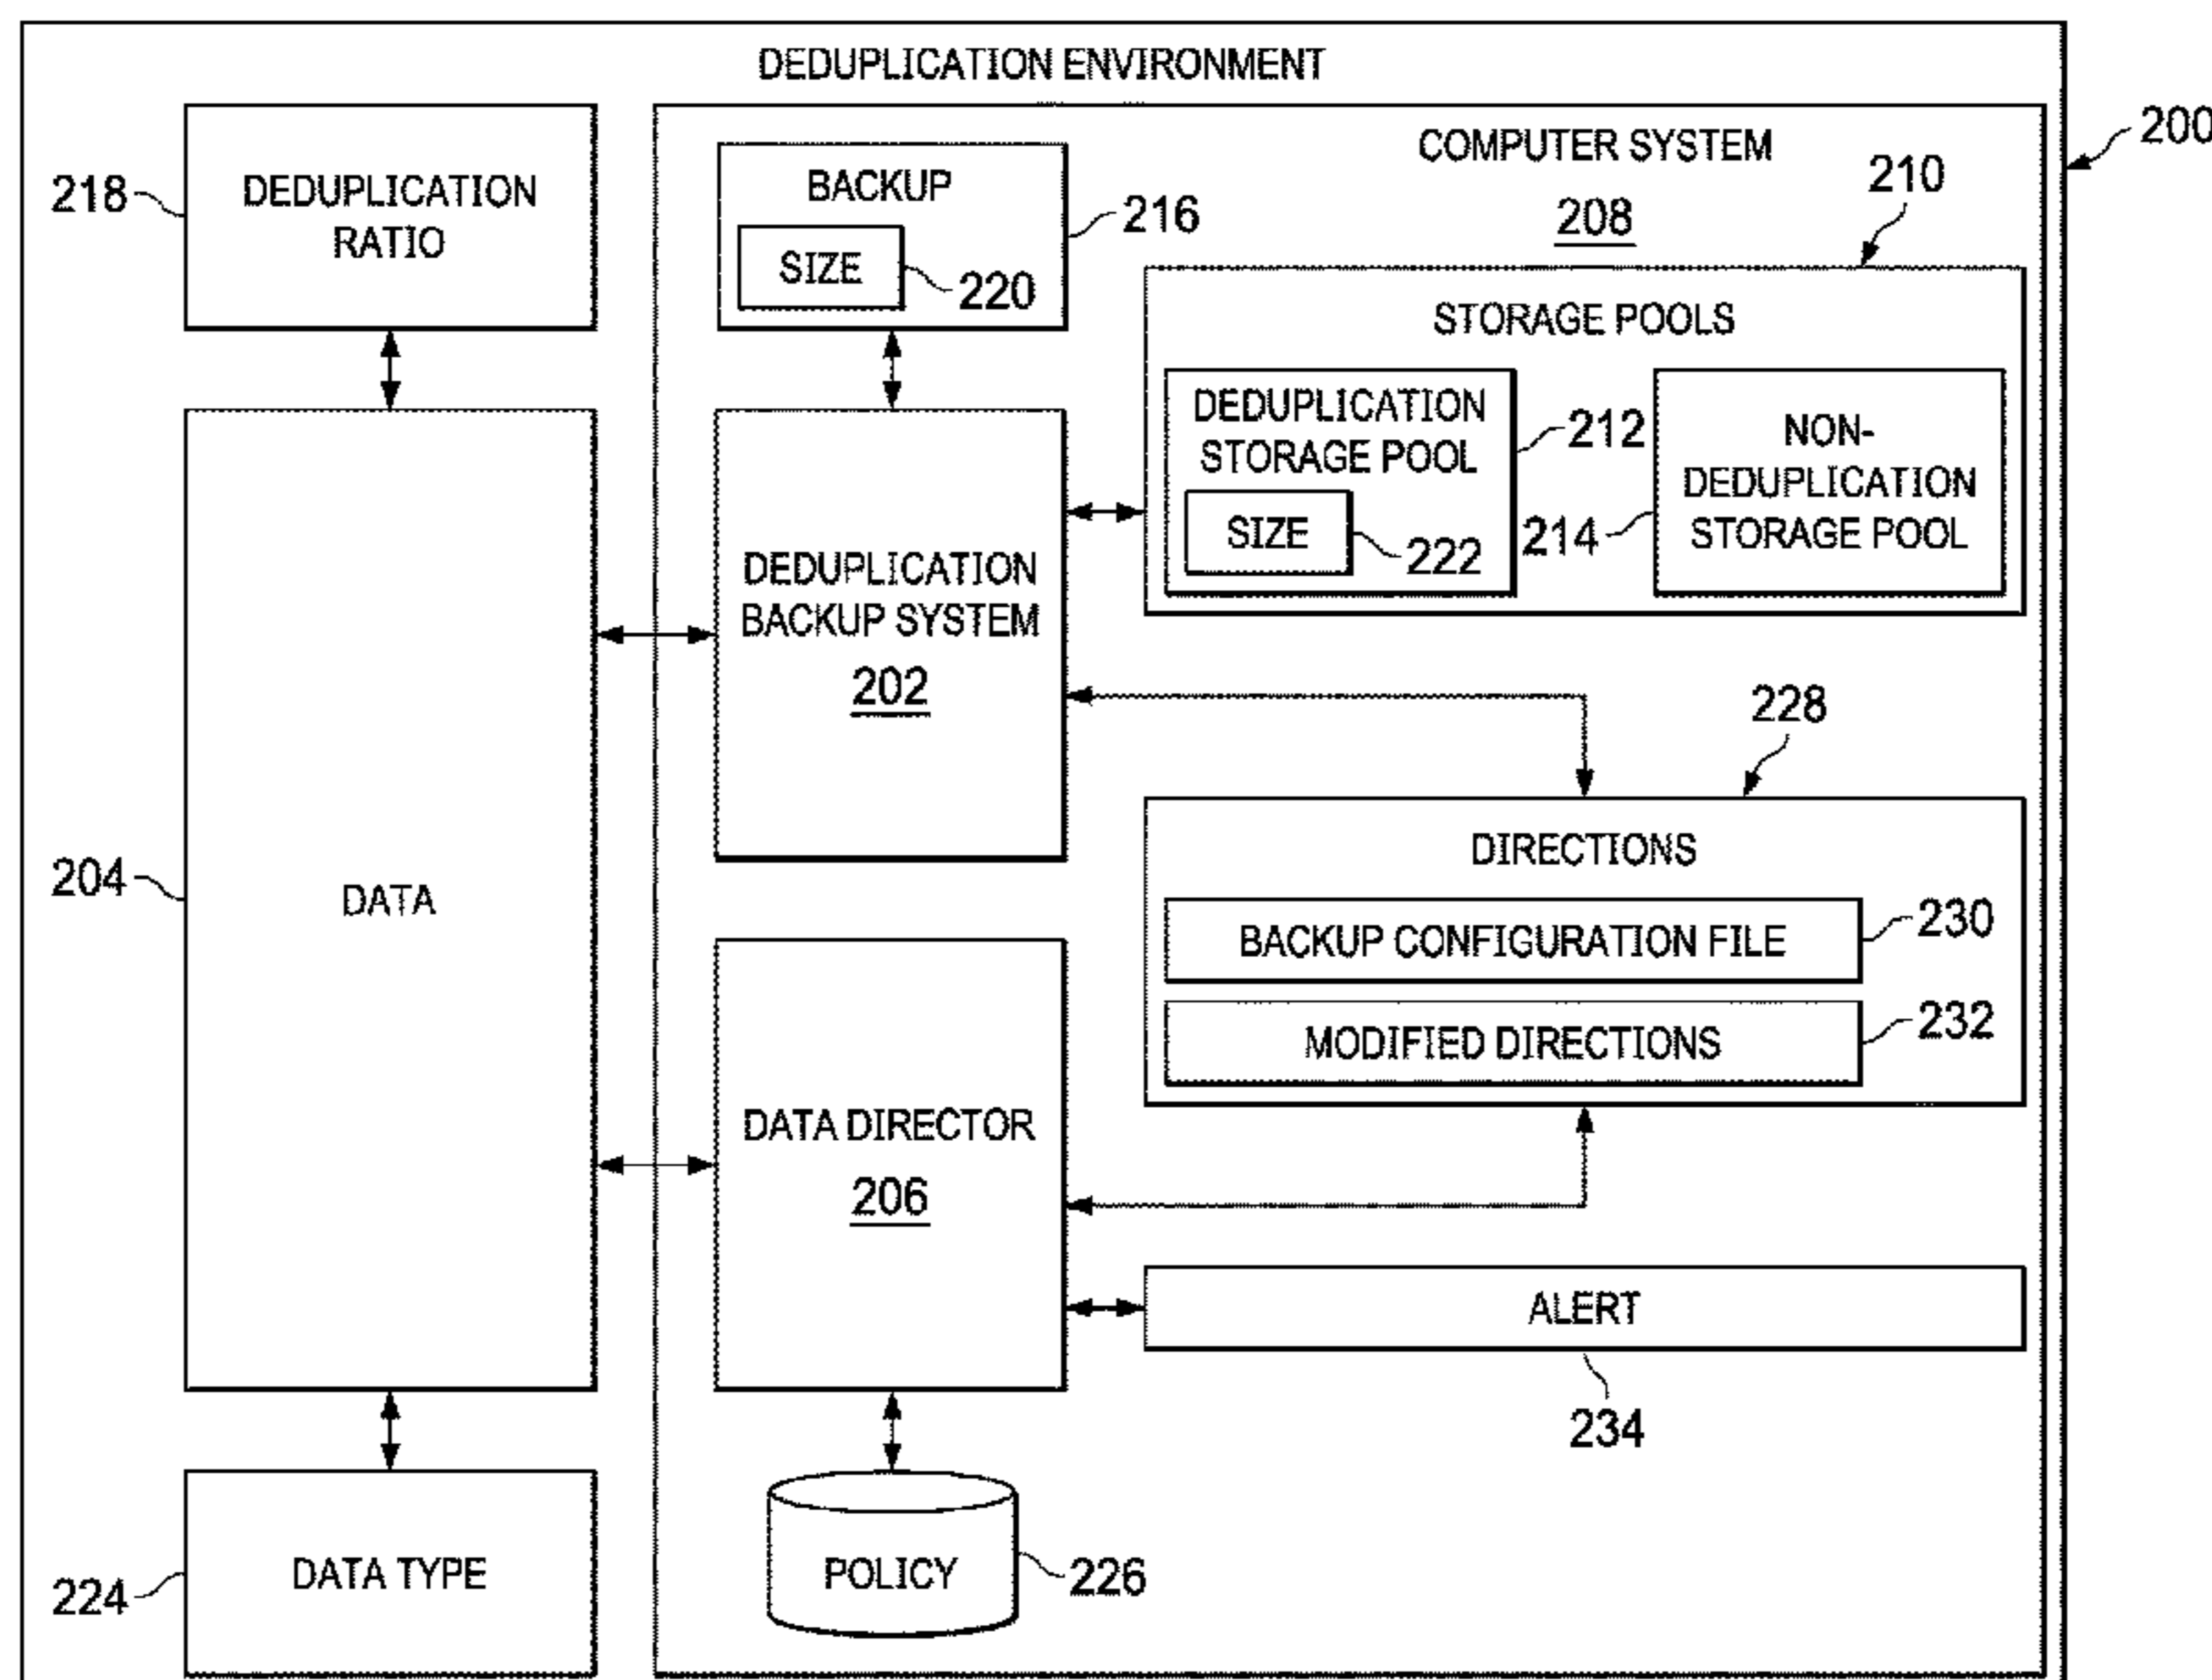 DEDUPLICATION ENVIRONMENT
200
218
DEDUPLICATION
RATIO
COMPUTER SYSTEM
208
BACKUP
216
SIZE
220
210
STORAGE POOLS
DEDUPLICATION
STORAGE POOL
212
SIZE
222
NON-
DEDUPLICATION
STORAGE POOL
214
DEDUPLICATION
BACKUP SYSTEM
202
204
DATA
228
DIRECTIONS
BACKUP CONFIGURATION FILE
230
MODIFIED DIRECTIONS
232
DATA DIRECTOR
206
ALERT
234
224
DATA TYPE
POLICY
226